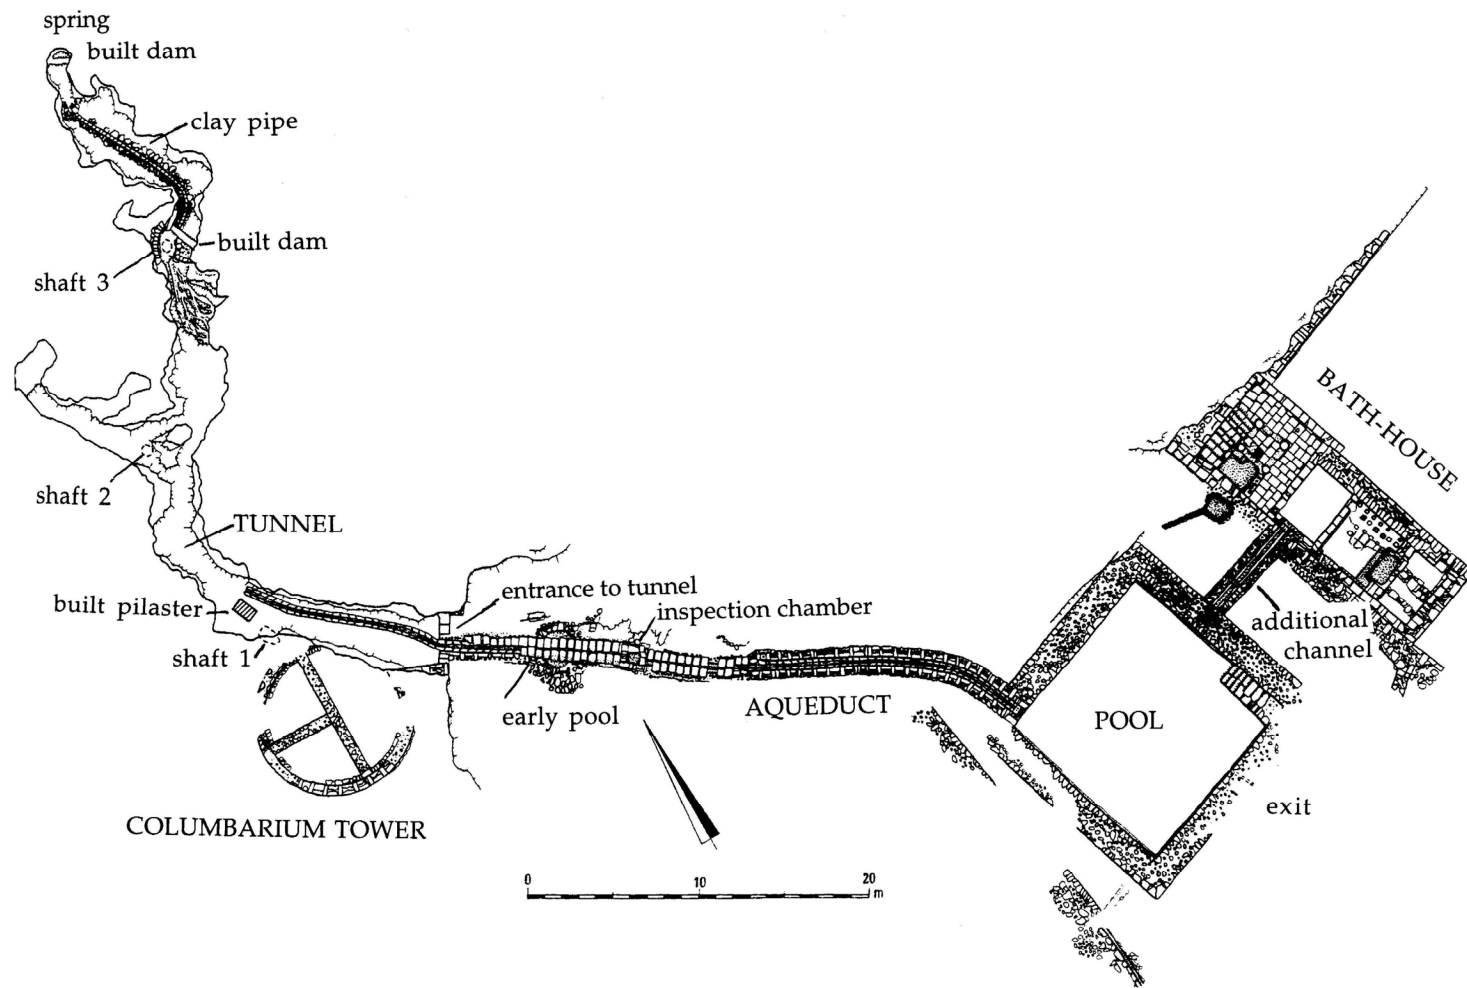 spring
built dam
clay pipe
built dam
shaft 3
BATH-HOUSE
shaft 2
TUNNEL
entrance to tunnel
built pilaster
inspection chamber
additional
channel
shaft 1
AQUEDUCT
early pool
POOL
exit
COLUMBARIUM TOWER
0 10 20
m